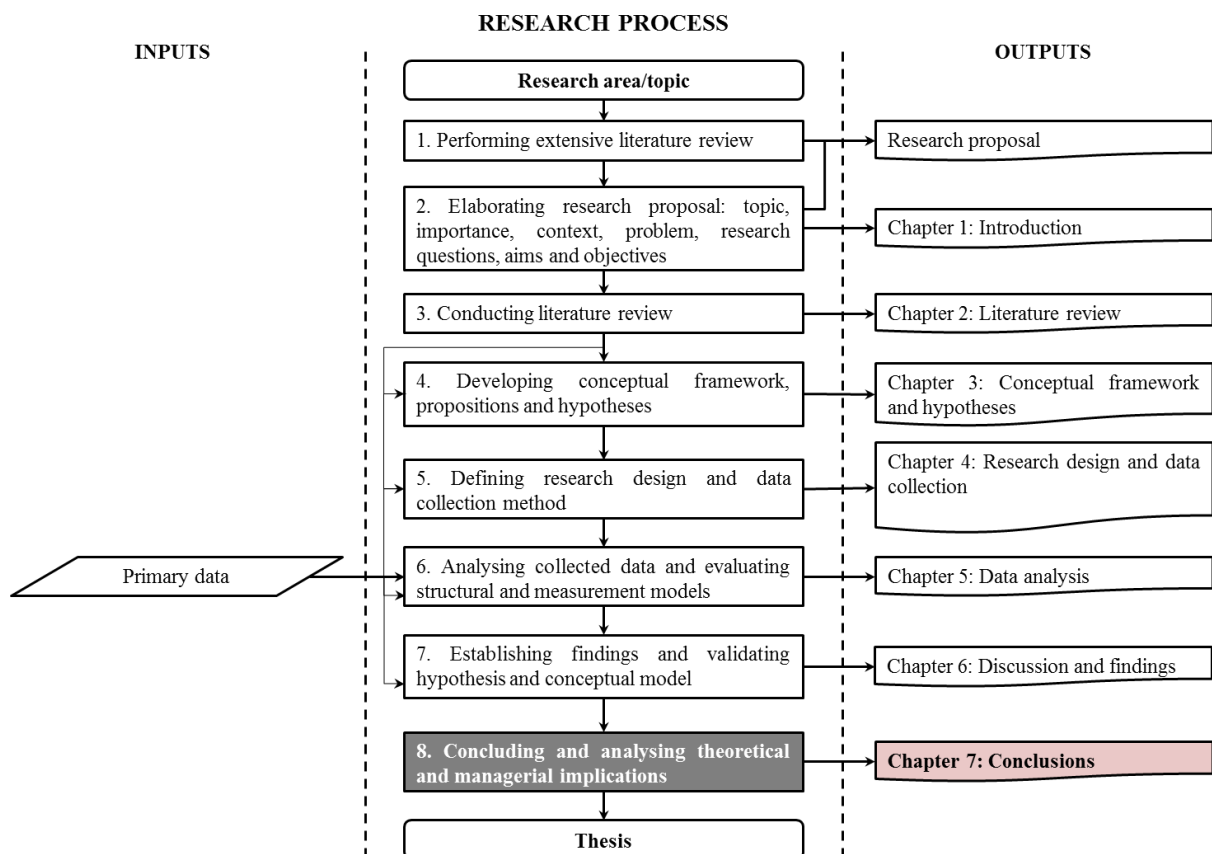 RESEARCH PROCESS
INPUTS
OUTPUTS
Research area/topic
1. Performing extensive literature review
Research proposal
2. Elaborating research proposal: topic,
importance, context, problem, research
questions, aims and objectives
Chapter 1: Introduction
3. Conducting literature review
Chapter 2: Literature review
4. Developing conceptual framework,
propositions and hypotheses
Chapter 3: Conceptual framework
and hypotheses
5. Defining research design and data
collection method
Chapter 4: Research design and data
collection
Primary data
6. Analysing collected data and evaluating
structural and measurement models
Chapter 5: Data analysis
7. Establishing findings and validating
hypothesis and conceptual model
Chapter 6: Discussion and findings
8. Concluding and analysing theoretical
and managerial implications
Chapter 7: Conclusions
Thesis